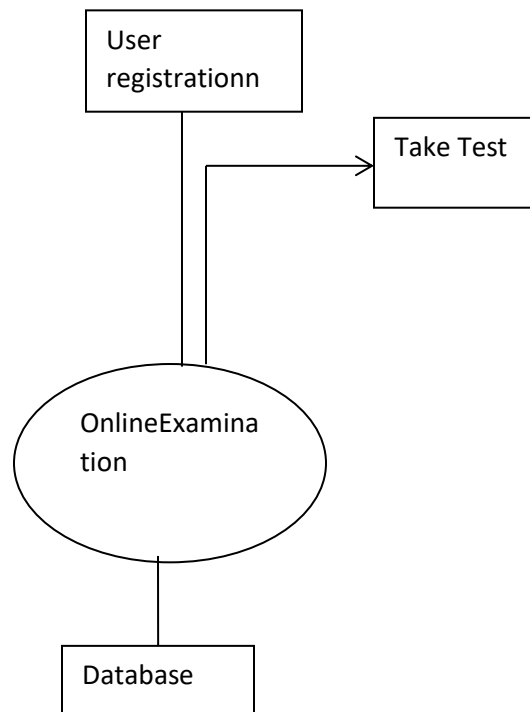 User
registrationn
Take Test
OnlineExamina
tion
Database